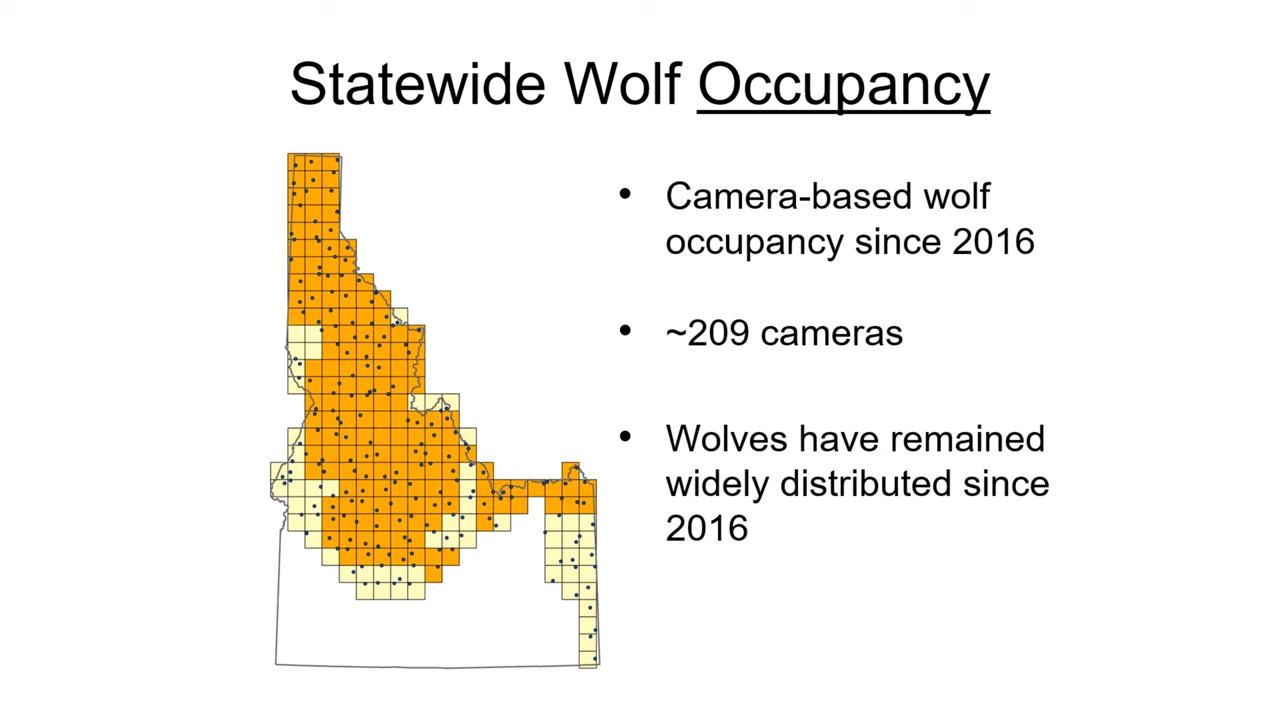 Statewide Wolf Occupancy
• Camera-based wolf
occupancy since 2016
• ~209 cameras
• Wolves have remained
widely distributed since
2016